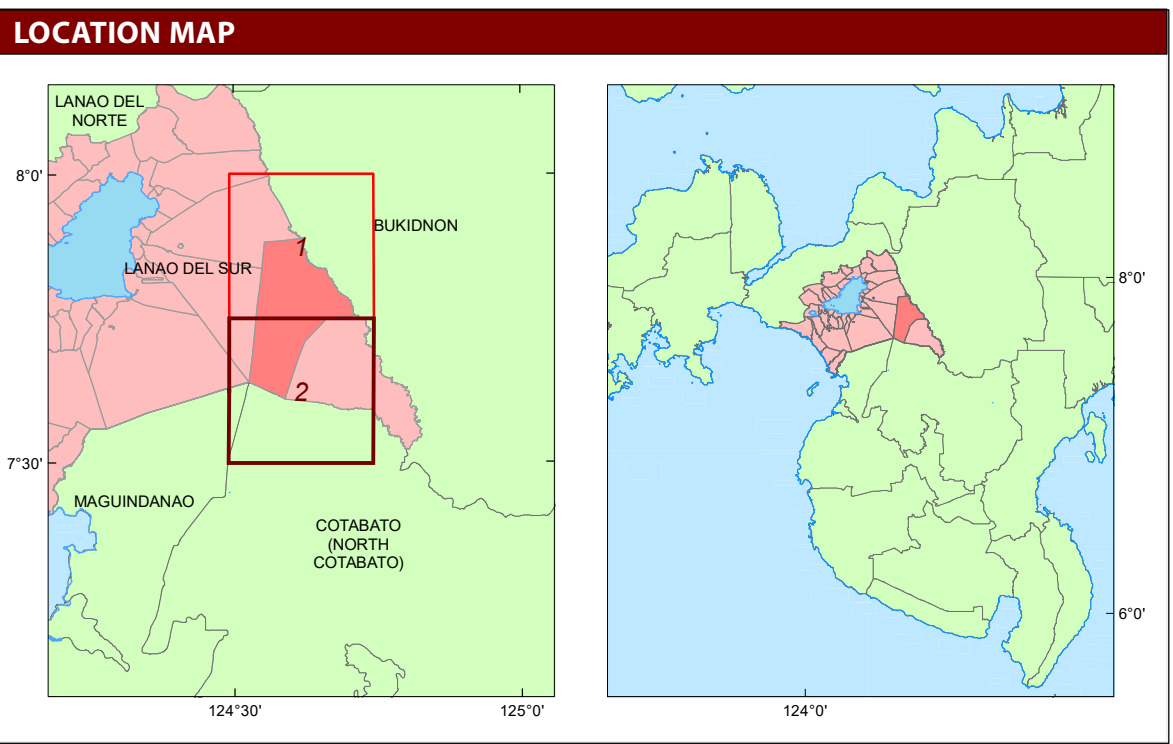 LOCATION MAP
LANAO DEL
NORTE
8°0'
BUKIDNON
1
LANAO DEL SUR
2
7°30'
MAGUINDANAO
COTABATO
(NORTH
COTABATO)
124°30'
125°0'
8°0'
6°0'
124°0'